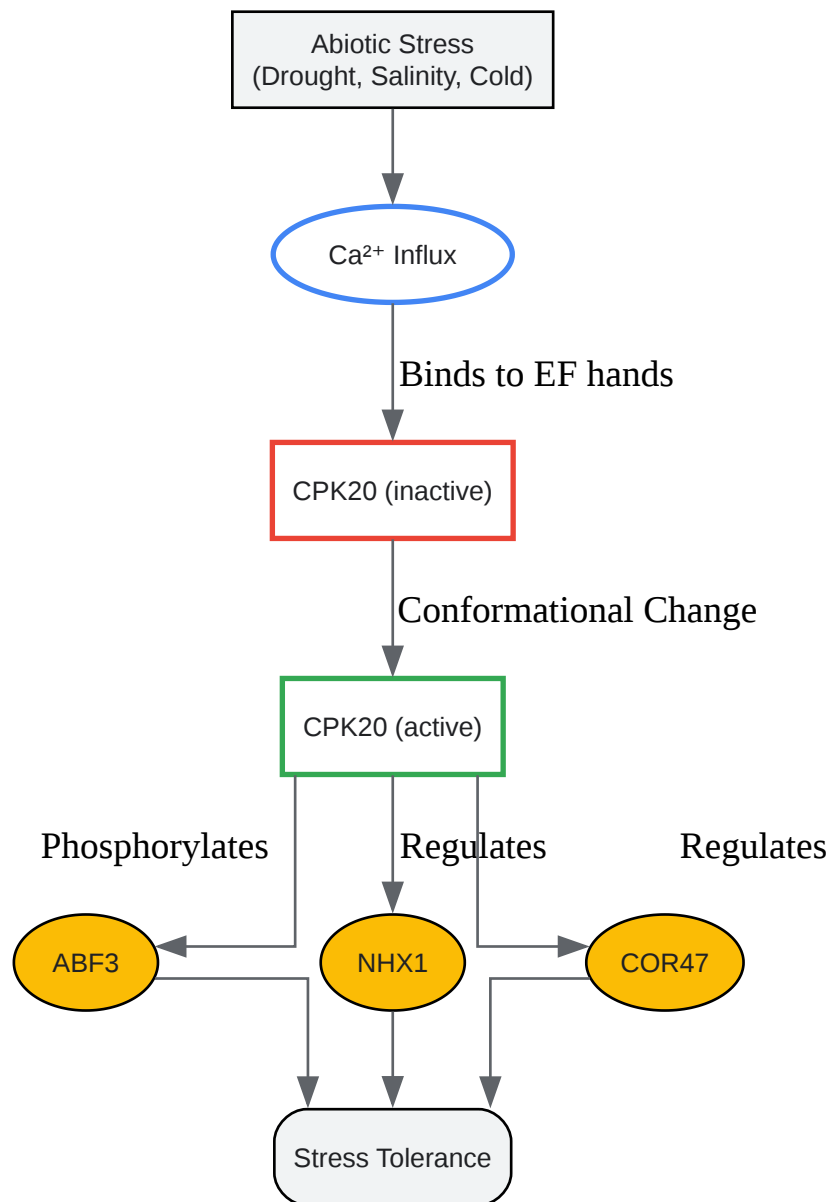 Abiotic Stress
(Drought, Salinity, Cold)
Ca²⁺ Influx
Binds to EF hands
CPK20 (inactive)
Conformational Change
CPK20 (active)
Phosphorylates
Regulates
Regulates
ABF3
NHX1
COR47
Stress Tolerance